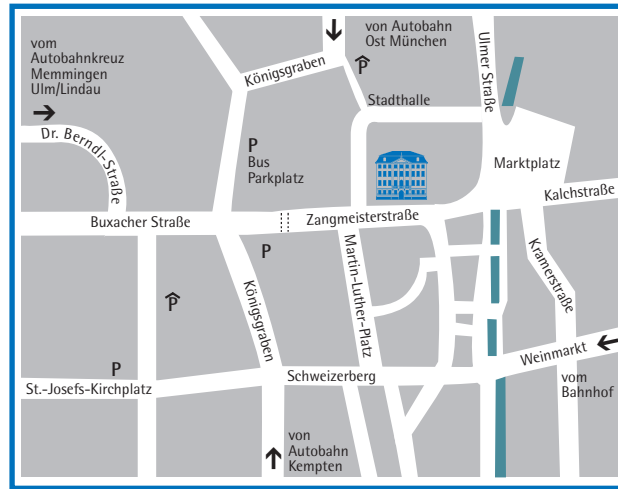 vom
Autobahnkreuz
Memmingen
Ulm/Lindau
von Autobahn
Ost München
Ulmer Straße
Königsgraben
P
Stadthalle
Dr. Berndl-Straße
P
Bus
Parkplatz
Marktplatz
Kalchstraße
Buxacher Straße
Zangmeisterstraße
P
Martin-Luther-Platz
Kramerstraße
P
Königsgraben
Weinmarkt
P
St.-Josefs-Kirchplatz
Schweizerberg
vom
Bahnhof
von
Autobahn
Kempten